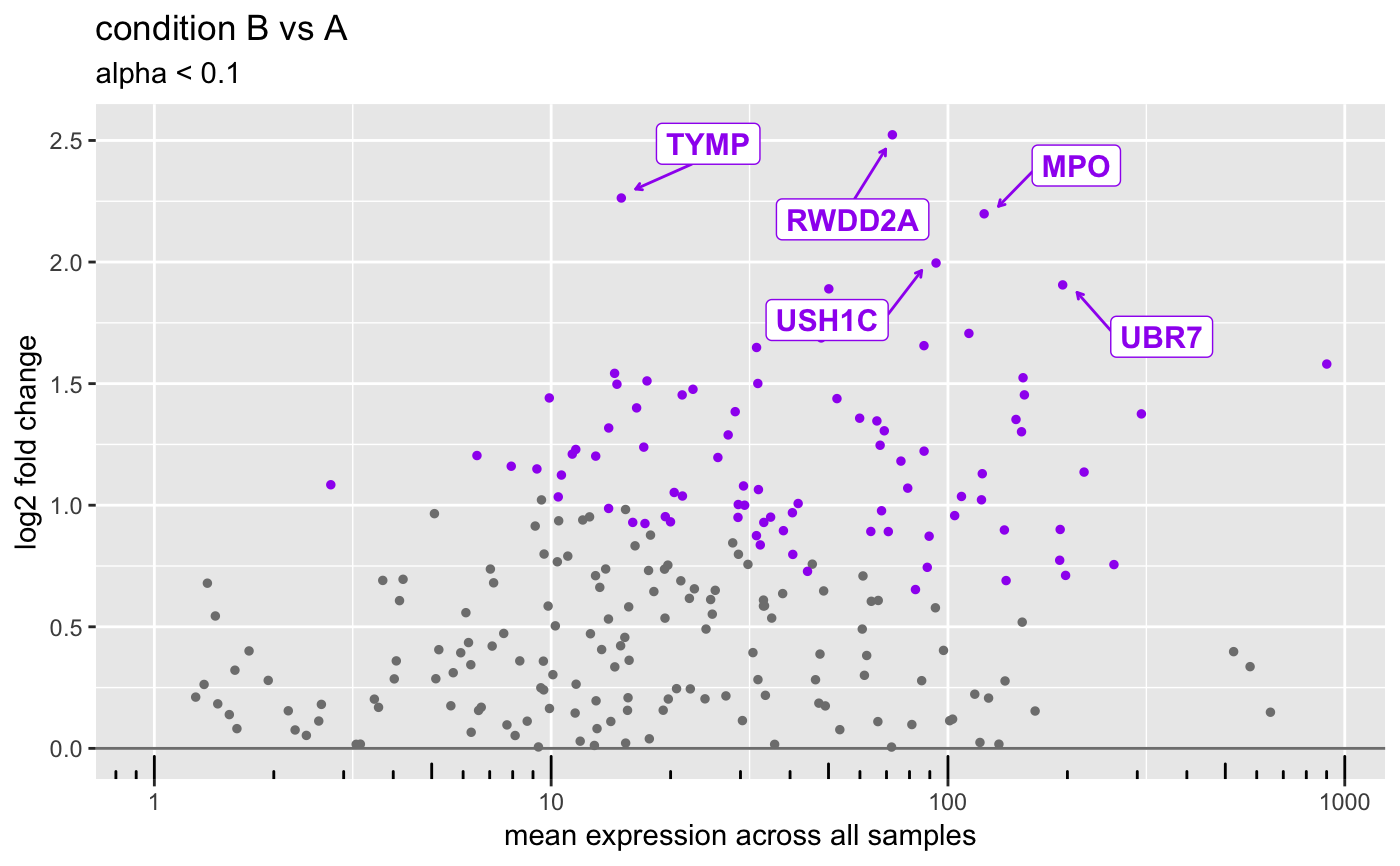 condition B vs A
alpha < 0.1
TYMP
MPO
RWDD2A
USH1C
UBR7
2.5
2.0
1.5
1.0
0.5
0.0
log2 fold change
1 10 100 1000
mean expression across all samples